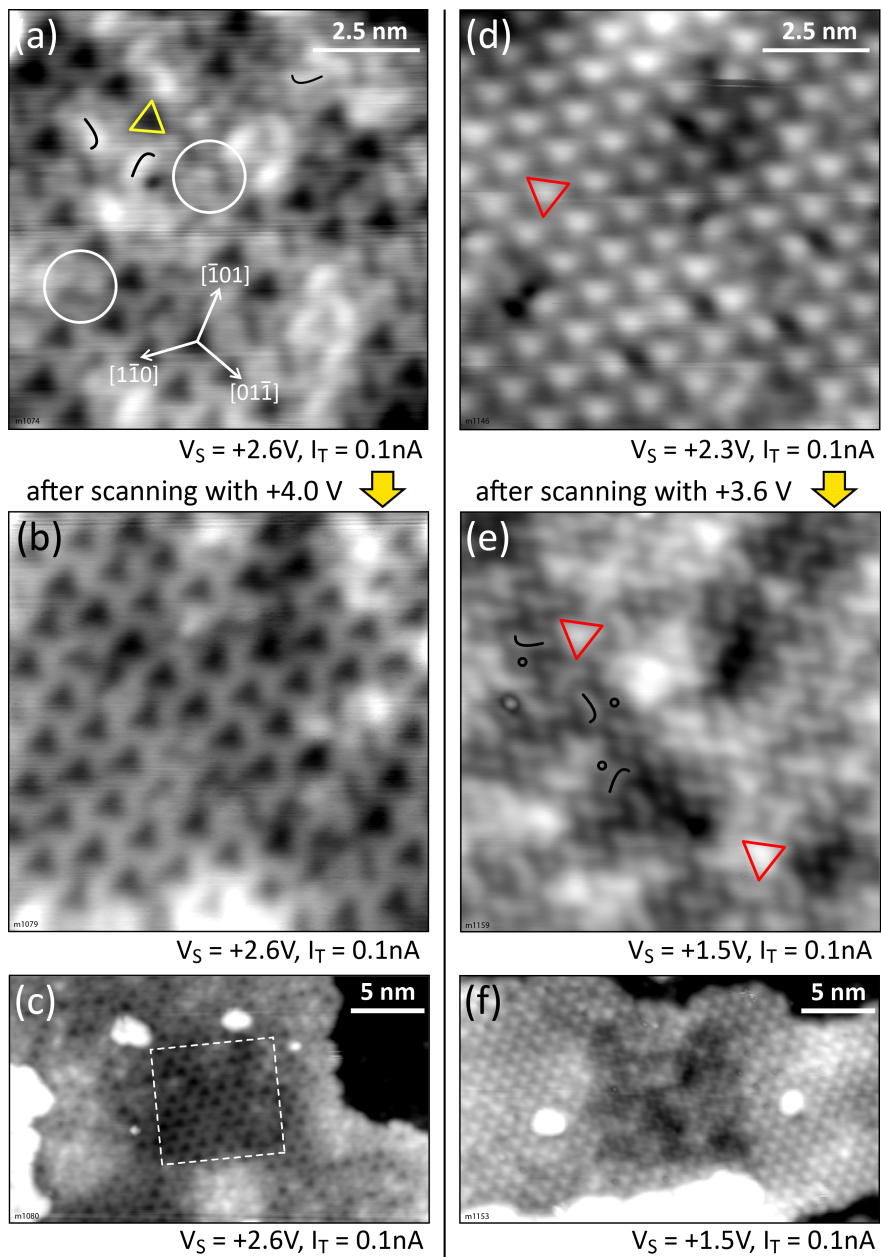 (a)
2.5 nm
[1̅01]
[11̅0]
[011̅]
m1074
V_S = +2.6V, I_T = 0.1nA
after scanning with +4.0 V
(b)
m1079
V_S = +2.6V, I_T = 0.1nA
(c)
5 nm
m1080
V_S = +2.6V, I_T = 0.1nA
(d)
2.5 nm
m1146
V_S = +2.3V, I_T = 0.1nA
after scanning with +3.6 V
(e)
m1159
V_S = +1.5V, I_T = 0.1nA
(f)
5 nm
m1153
V_S = +1.5V, I_T = 0.1nA